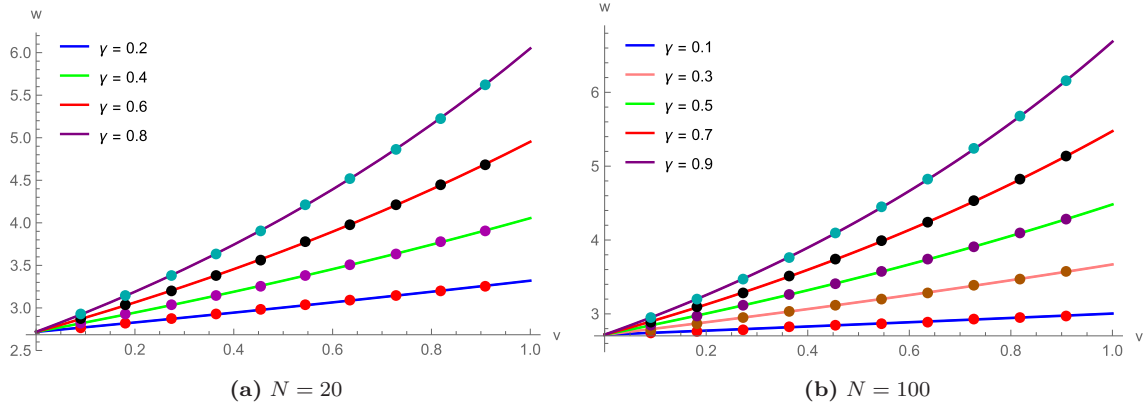 w
γ = 0.2
γ = 0.4
γ = 0.6
γ = 0.8
6.0
5.5
5.0
4.5
4.0
3.5
3.0
2.5
0.2 0.4 0.6 0.8 1.0 v
(a) N = 20
w
γ = 0.1
γ = 0.3
γ = 0.5
γ = 0.7
γ = 0.9
6
5
4
3
0.2 0.4 0.6 0.8 1.0 v
(b) N = 100